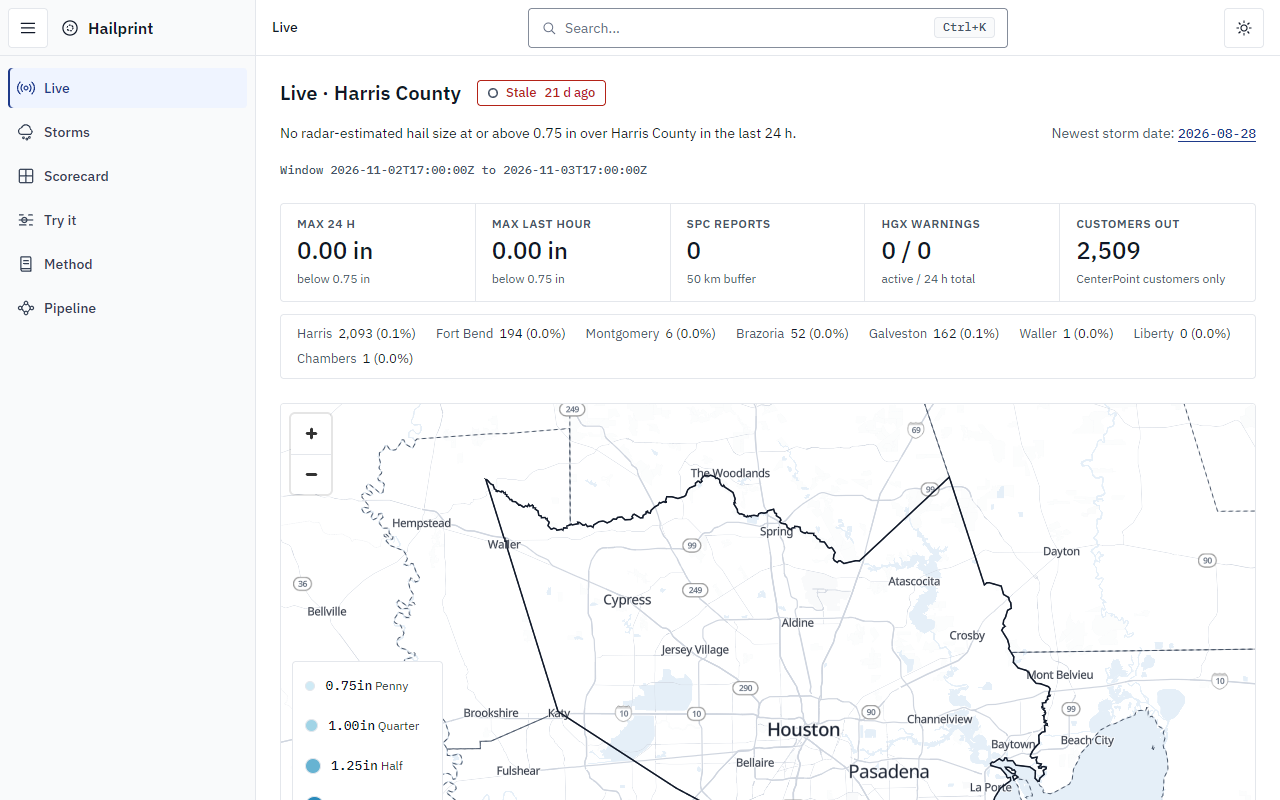 Hailprint
Live
Search...
Ctrl+K
Live
Storms
Scorecard
Try it
Method
Pipeline
Live · Harris County
Stale 21 d ago
No radar-estimated hail size at or above 0.75 in over Harris County in the last 24 h.
Newest storm date: 2026-08-28
Window 2026-11-02T17:00:00Z to 2026-11-03T17:00:00Z
MAX 24 H
0.00 in
below 0.75 in
MAX LAST HOUR
0.00 in
below 0.75 in
SPC REPORTS
0
50 km buffer
HGX WARNINGS
0 / 0
active / 24 h total
CUSTOMERS OUT
2,509
CenterPoint customers only
Harris 2,093 (0.1%) Fort Bend 194 (0.0%) Montgomery 6 (0.0%) Brazoria 52 (0.0%) Galveston 162 (0.1%) Waller 1 (0.0%) Liberty 0 (0.0%)
Chambers 1 (0.0%)
+
−
249
69
The Woodlands
99
Hempstead
Spring
Waller
99
Dayton
90
36
Atascocita
249
Cypress
Bellville
Aldine
Crosby
Jersey Village
Mont Belvieu
10
290
Brookshire
Katy
10
10
90
Channelview
99
Houston
Baytown
Beach City
Bellaire
Fulshear
Pasadena
La Porte
0.75in Penny
1.00in Quarter
1.25in Half